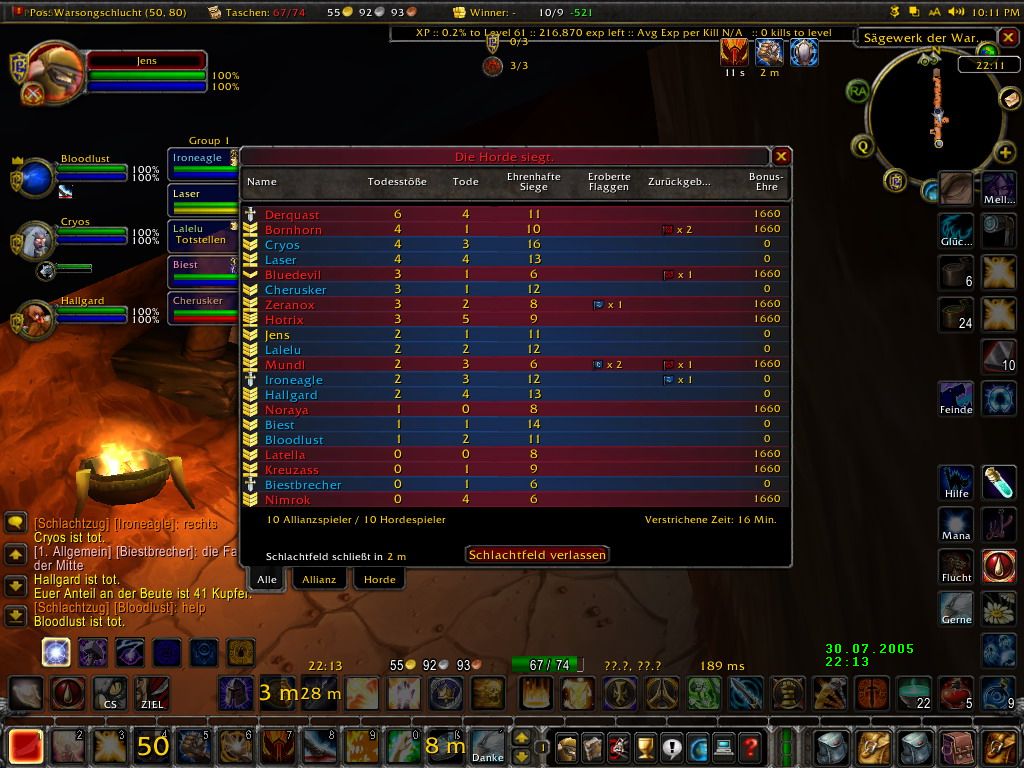 Pos:Warsongschlucht (50, 80) Taschen: 67/74 55 92 93 Winner: - 10/9 -521 AA 10:11 PM
XP :: 0.2% to Level 61 :: 216,870 exp left :: Avg Exp per Kill N/A :: 0 kills to level
Sägewerk der War...
0/3
3/3
11 s 2 m
22:11
Jens
100%
100%
RA
Q
Group 1
Bloodlust
100%
100%
Ironeagle
Laser
Cryos
100%
100%
Lalelu
Totstellen
Biest
Hallgard
100%
100%
Cherusker
Die Horde siegt.
Name Todesstöße Tode Ehrenhafte Siege Eroberte Flaggen Zurückgeb... Bonus-Ehre
Derquast 6 4 11 1660
Bornhorn 4 1 10 x 2 1660
Cryos 4 3 16 0
Laser 4 4 13 0
Bluedevil 3 1 6 x 1 1660
Cherusker 3 1 12 0
Zeranox 3 2 8 x 1 1660
Hotrix 3 5 9 1660
Jens 2 1 11 0
Lalelu 2 2 12 0
Mundl 2 3 6 x 2 x 1 1660
Ironeagle 2 3 12 x 1 0
Hallgard 2 4 13 0
Noraya 1 0 8 1660
Biest 1 1 14 0
Bloodlust 1 2 11 0
Latella 0 0 8 1660
Kreuzass 0 1 9 1660
Biestbrecher 0 1 6 0
Nimrok 0 4 6 1660
10 Allianzspieler / 10 Hordespieler Verstrichene Zeit: 16 Min.
Schlachtfeld schließt in 2 m Schlachtfeld verlassen
Alle Allianz Horde
Mell...
Glüc...
6
24
10
Feinde
Hilfe
Mana
Flucht
Gerne
[Schlachtzug] [Ironeagle]: rechts
Cryos ist tot.
[1. Allgemein] [Biestbrecher]: die Fa
der Mitte
Hallgard ist tot.
Euer Anteil an der Beute ist 41 Kupfer.
[Schlachtzug] [Bloodlust]: help
Bloodlust ist tot.
30.07.2005
22:13
22:13 55 92 93 67 / 74 ??.?, ??.? 189 ms
CS ZIEL 3 m 28 m 22 5 9
2 3 50 5 6 7 8 9 0 8 m Danke 1